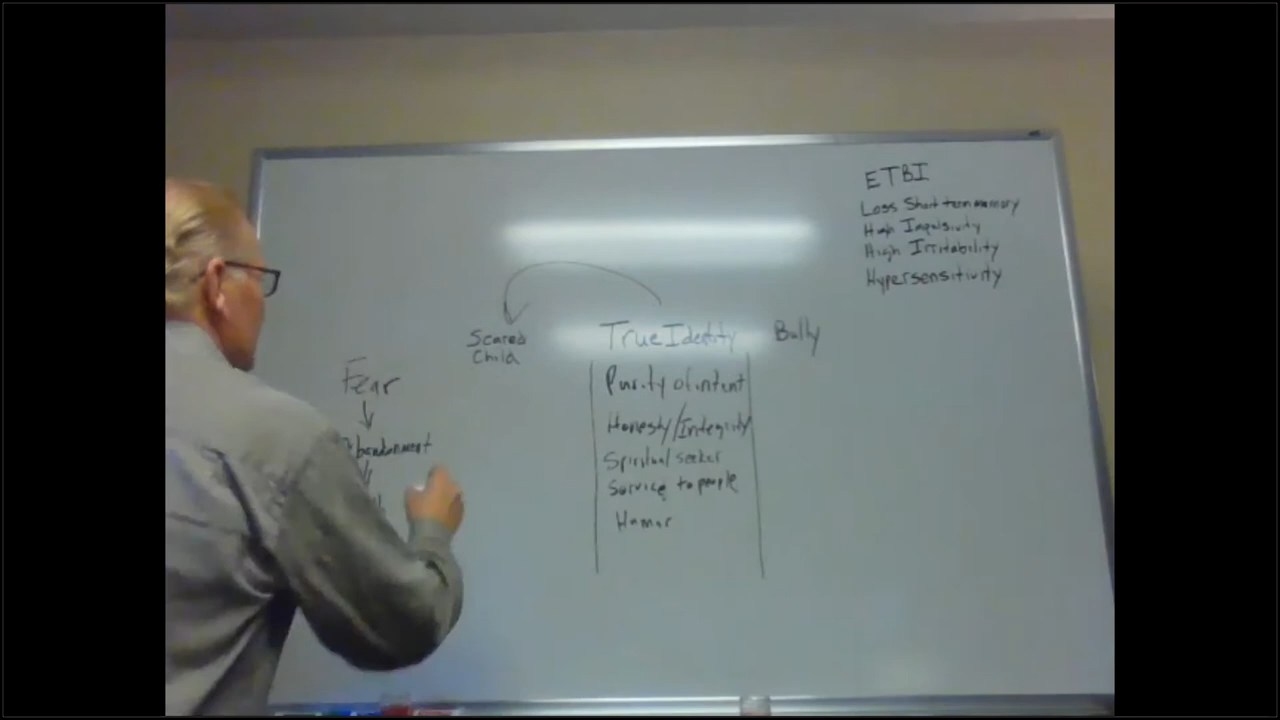 ETBI
Loss Short term memory
High Impulsivity
High Irritability
Hypersensitivity
Scared
Child
True Identity
Bully
Purity of intent
Honesty/Integrity
Spiritual seeker
Service to people
Humor
Fear
Abandonment